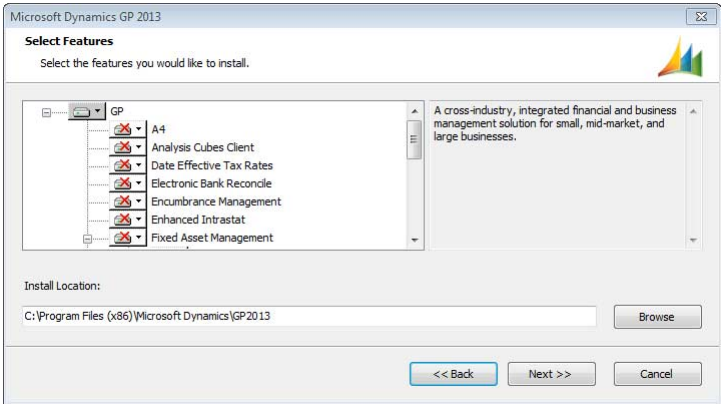 Microsoft Dynamics GP 2013
Select Features
Select the features you would like to install.
GP
A4
Analysis Cubes Client
Date Effective Tax Rates
Electronic Bank Reconcile
Encumbrance Management
Enhanced Intrastat
Fixed Asset Management
A cross-industry, integrated financial and business
management solution for small, mid-market, and
large businesses.
Install Location:
C:\Program Files (x86)\Microsoft Dynamics\GP2013
Browse
<< Back
Next >>
Cancel